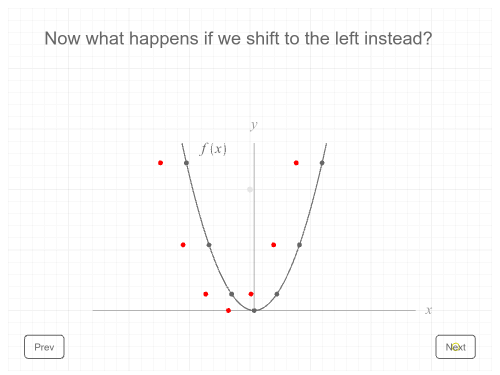 Now what happens if we shift to the left instead?
y
f(x)
x
Prev
Next